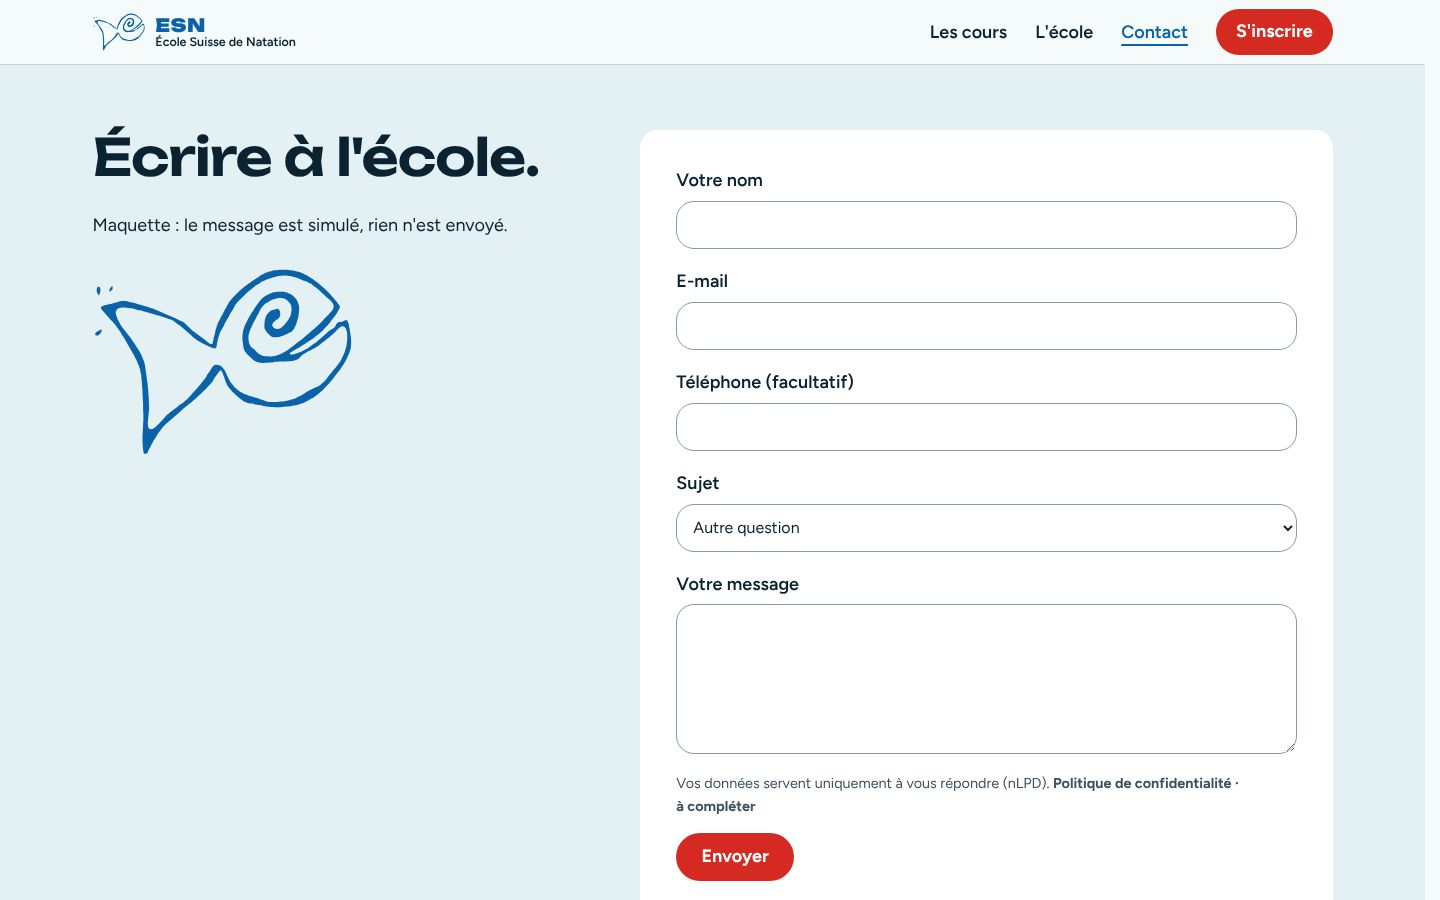 ESN
École Suisse de Natation
Les cours
L'école
Contact
S'inscrire
Écrire à l'école.
Maquette : le message est simulé, rien n'est envoyé.
Votre nom
E-mail
Téléphone (facultatif)
Sujet
Autre question
Votre message
Vos données servent uniquement à vous répondre (nLPD). Politique de confidentialité ·
à compléter
Envoyer